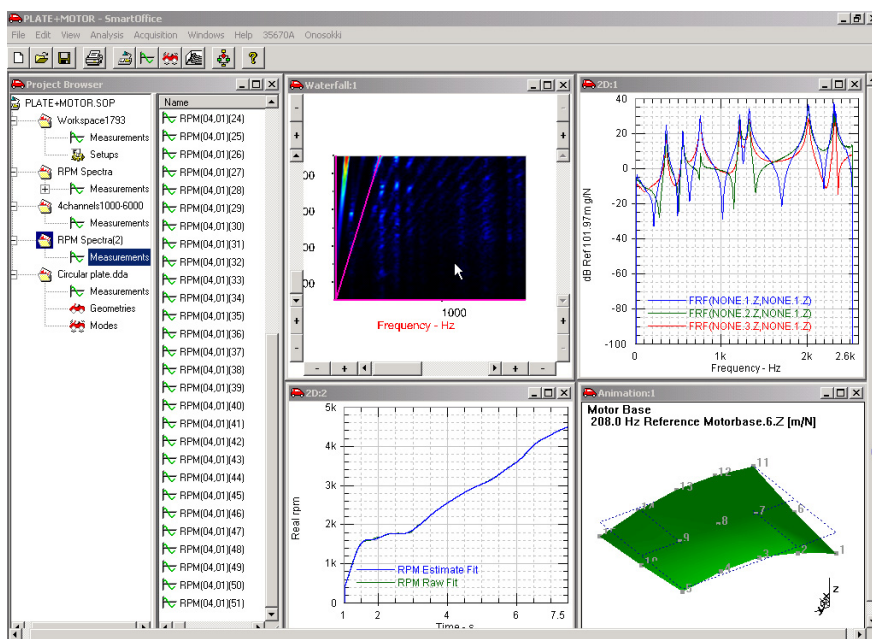 PLATE+MOTOR - SmartOffice
File Edit View Analysis Acquisition Windows Help 35670A Onosokki
Project Browser
PLATE+MOTOR.SOP
Workspace1793
Measurements
Setups
RPM Spectra
Measurements
4channels1000-6000
Measurements
RPM Spectra(2)
Measurements
Circular plate.dda
Measurements
Geometries
Modes
Name
RPM(04,01)(24)
RPM(04,01)(25)
RPM(04,01)(26)
RPM(04,01)(27)
RPM(04,01)(28)
RPM(04,01)(29)
RPM(04,01)(30)
RPM(04,01)(31)
RPM(04,01)(32)
RPM(04,01)(33)
RPM(04,01)(34)
RPM(04,01)(35)
RPM(04,01)(36)
RPM(04,01)(37)
RPM(04,01)(38)
RPM(04,01)(39)
RPM(04,01)(40)
RPM(04,01)(41)
RPM(04,01)(42)
RPM(04,01)(43)
RPM(04,01)(44)
RPM(04,01)(45)
RPM(04,01)(46)
RPM(04,01)(47)
RPM(04,01)(48)
RPM(04,01)(49)
RPM(04,01)(50)
RPM(04,01)(51)
Waterfall:1
1000
Frequency - Hz
2D:1
40
20
0
-20
-40
-60
-80
-100
dB Ref 101.97m g/N
FRF(NONE.1.Z,NONE.1.Z)
FRF(NONE.2.Z,NONE.1.Z)
FRF(NONE.3.Z,NONE.1.Z)
0 1k 2k 2.6k
Frequency - Hz
2D:2
5k
4k
3k
2k
1k
0
Real rpm
RPM Estimate Fit
RPM Raw Fit
1 2 4 6 7.5
Time - s
Animation:1
Motor Base
208.0 Hz Reference Motorbase.6.Z [m/N]
11
12
13
6
7
8
9
1
2
3
4
5
10
z